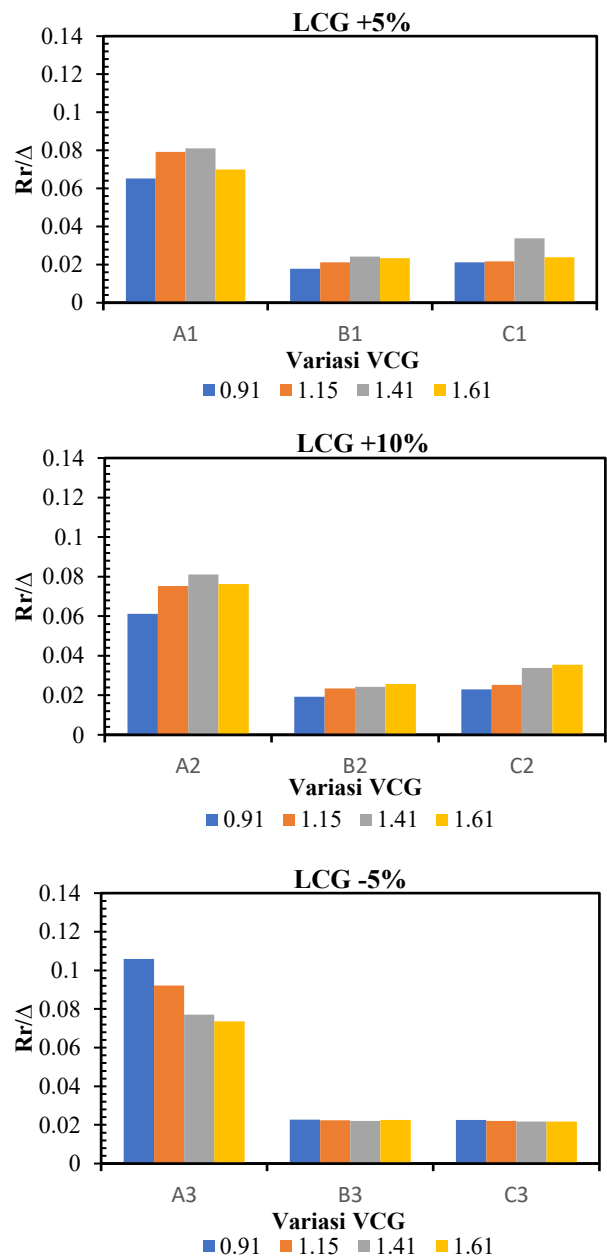 LCG +5%
0.14
0.12
0.1
0.08
0.06
0.04
0.02
0
Rr/Δ
A1 B1 C1
Variasi VCG
0.91 1.15 1.41 1.61
LCG +10%
0.14
0.12
0.1
0.08
0.06
0.04
0.02
0
Rr/Δ
A2 B2 C2
Variasi VCG
0.91 1.15 1.41 1.61
LCG -5%
0.14
0.12
0.1
0.08
0.06
0.04
0.02
0
Rr/Δ
A3 B3 C3
Variasi VCG
0.91 1.15 1.41 1.61